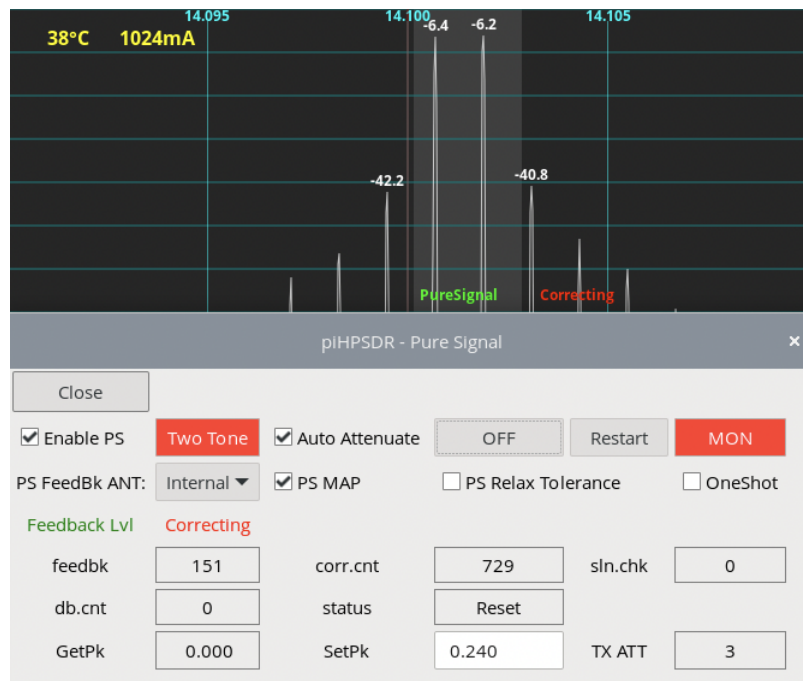 14.095 14.100 14.105
-6.4 -6.2
38°C 1024mA
-42.2 -40.8
PureSignal Correcting
piHPSDR - Pure Signal ×
Close
Enable PS Two Tone Auto Attenuate OFF Restart MON
PS FeedBk ANT: Internal PS MAP PS Relax Tolerance OneShot
Feedback Lvl Correcting
feedbk 151 corr.cnt 729 sln.chk 0
db.cnt 0 status Reset
GetPk 0.000 SetPk 0.240 TX ATT 3